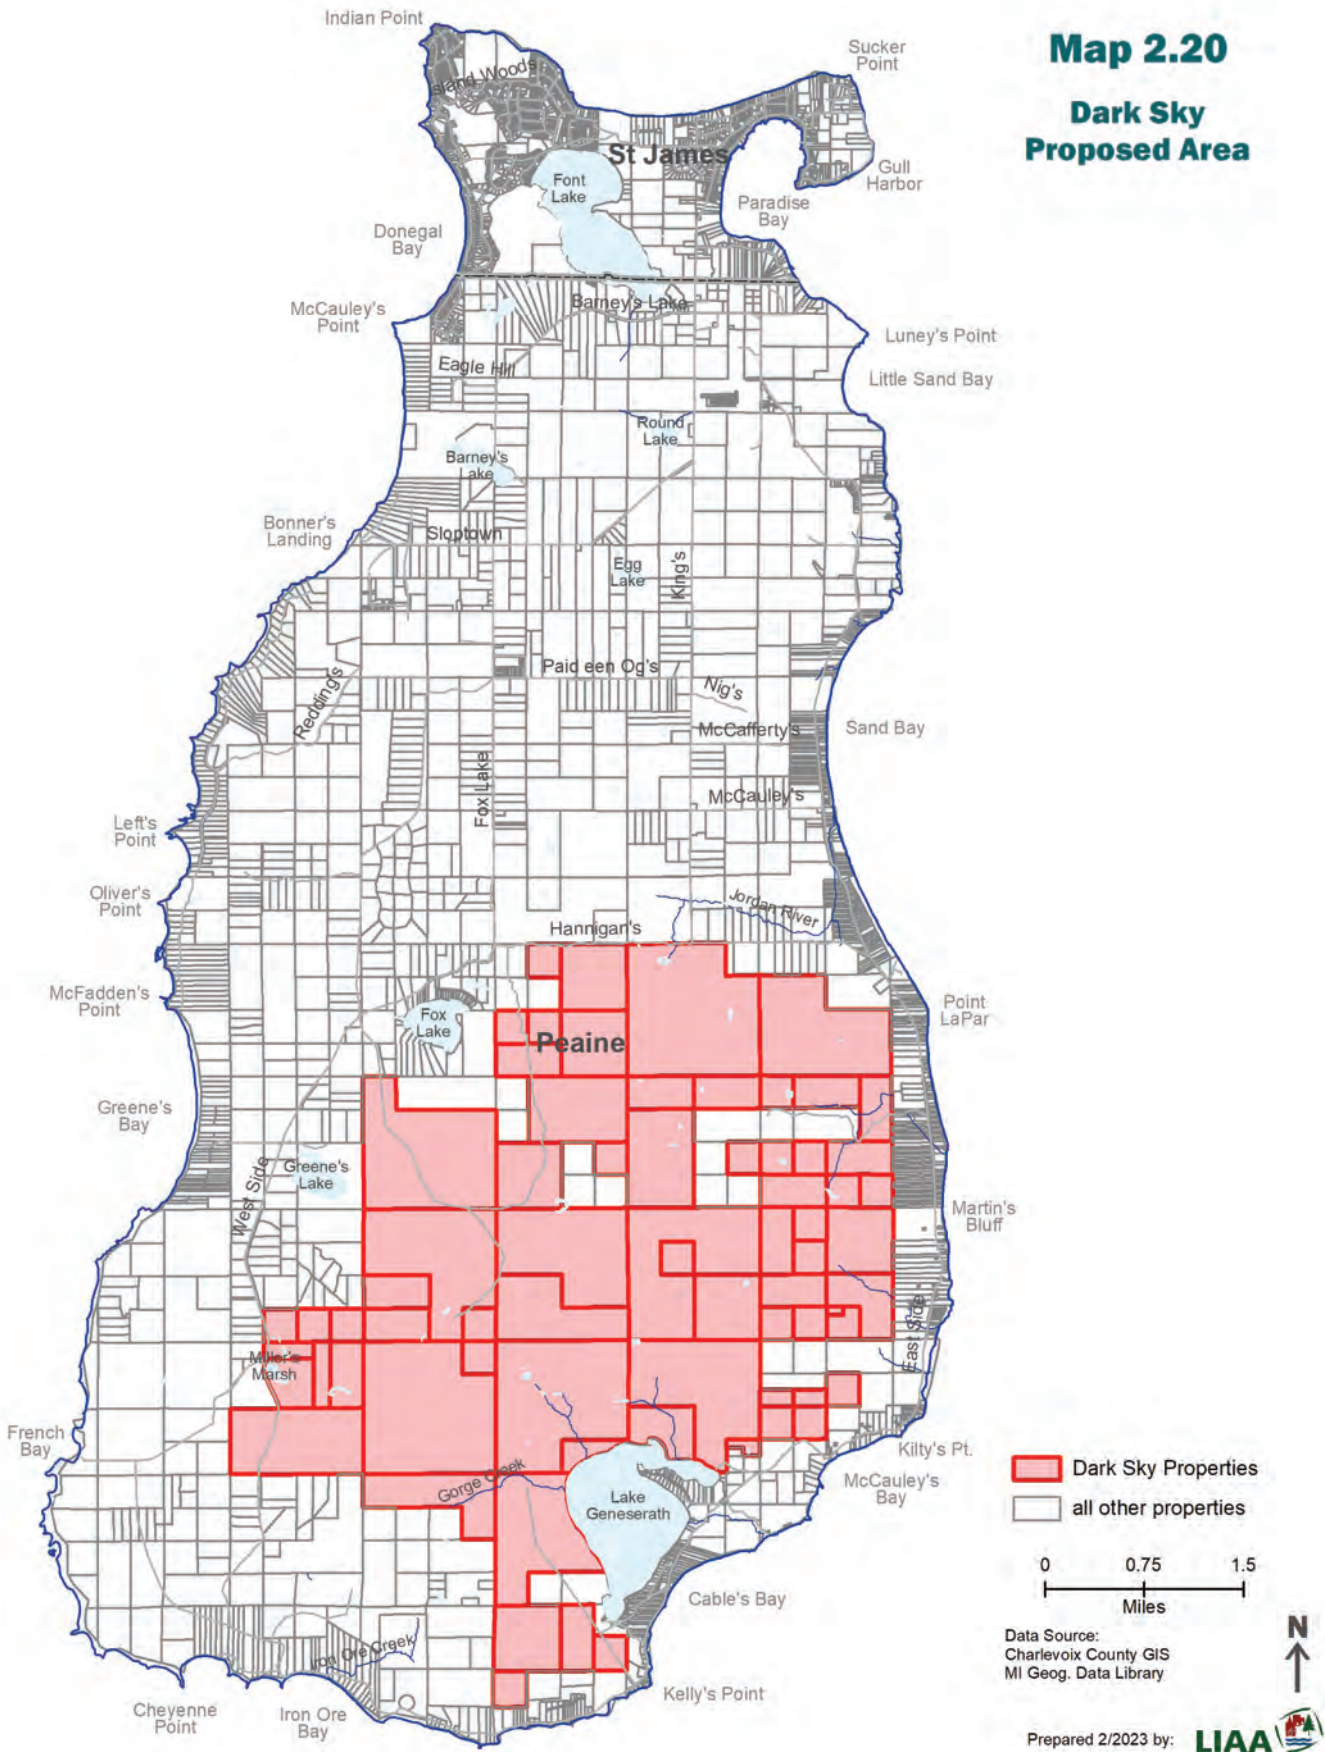 Map 2.20
Dark Sky
Proposed Area
Indian Point
Sucker
Point
Island Woods
St James
Gull
Harbor
Font
Lake
Paradise
Bay
Donegal
Bay
McCauley's
Point
Barney's Lake
Luney's Point
Eagle Hill
Little Sand Bay
Round
Lake
Barney's
Lake
Bonner's
Landing
Sloptown
Egg
Lake
King's
Paid een Og's
Redding's
Nig's
McCafferty's
Sand Bay
Fox Lake
McCauley's
Left's
Point
Oliver's
Point
Jordan River
Hannigan's
McFadden's
Point
Fox
Lake
Point
LaPar
Peaine
Greene's
Bay
Greene's
Lake
West Side
Martin's
Bluff
East Side
Miller's
Marsh
French
Bay
Kilty's Pt.
McCauley's
Bay
Gorge Creek
Lake
Geneserath
Cable's Bay
Iron Ore Creek
Kelly's Point
Cheyenne
Point
Iron Ore
Bay
Dark Sky Properties
all other properties
0 0.75 1.5
Miles
Data Source:
Charlevoix County GIS
MI Geog. Data Library
N
Prepared 2/2023 by:
LIAA